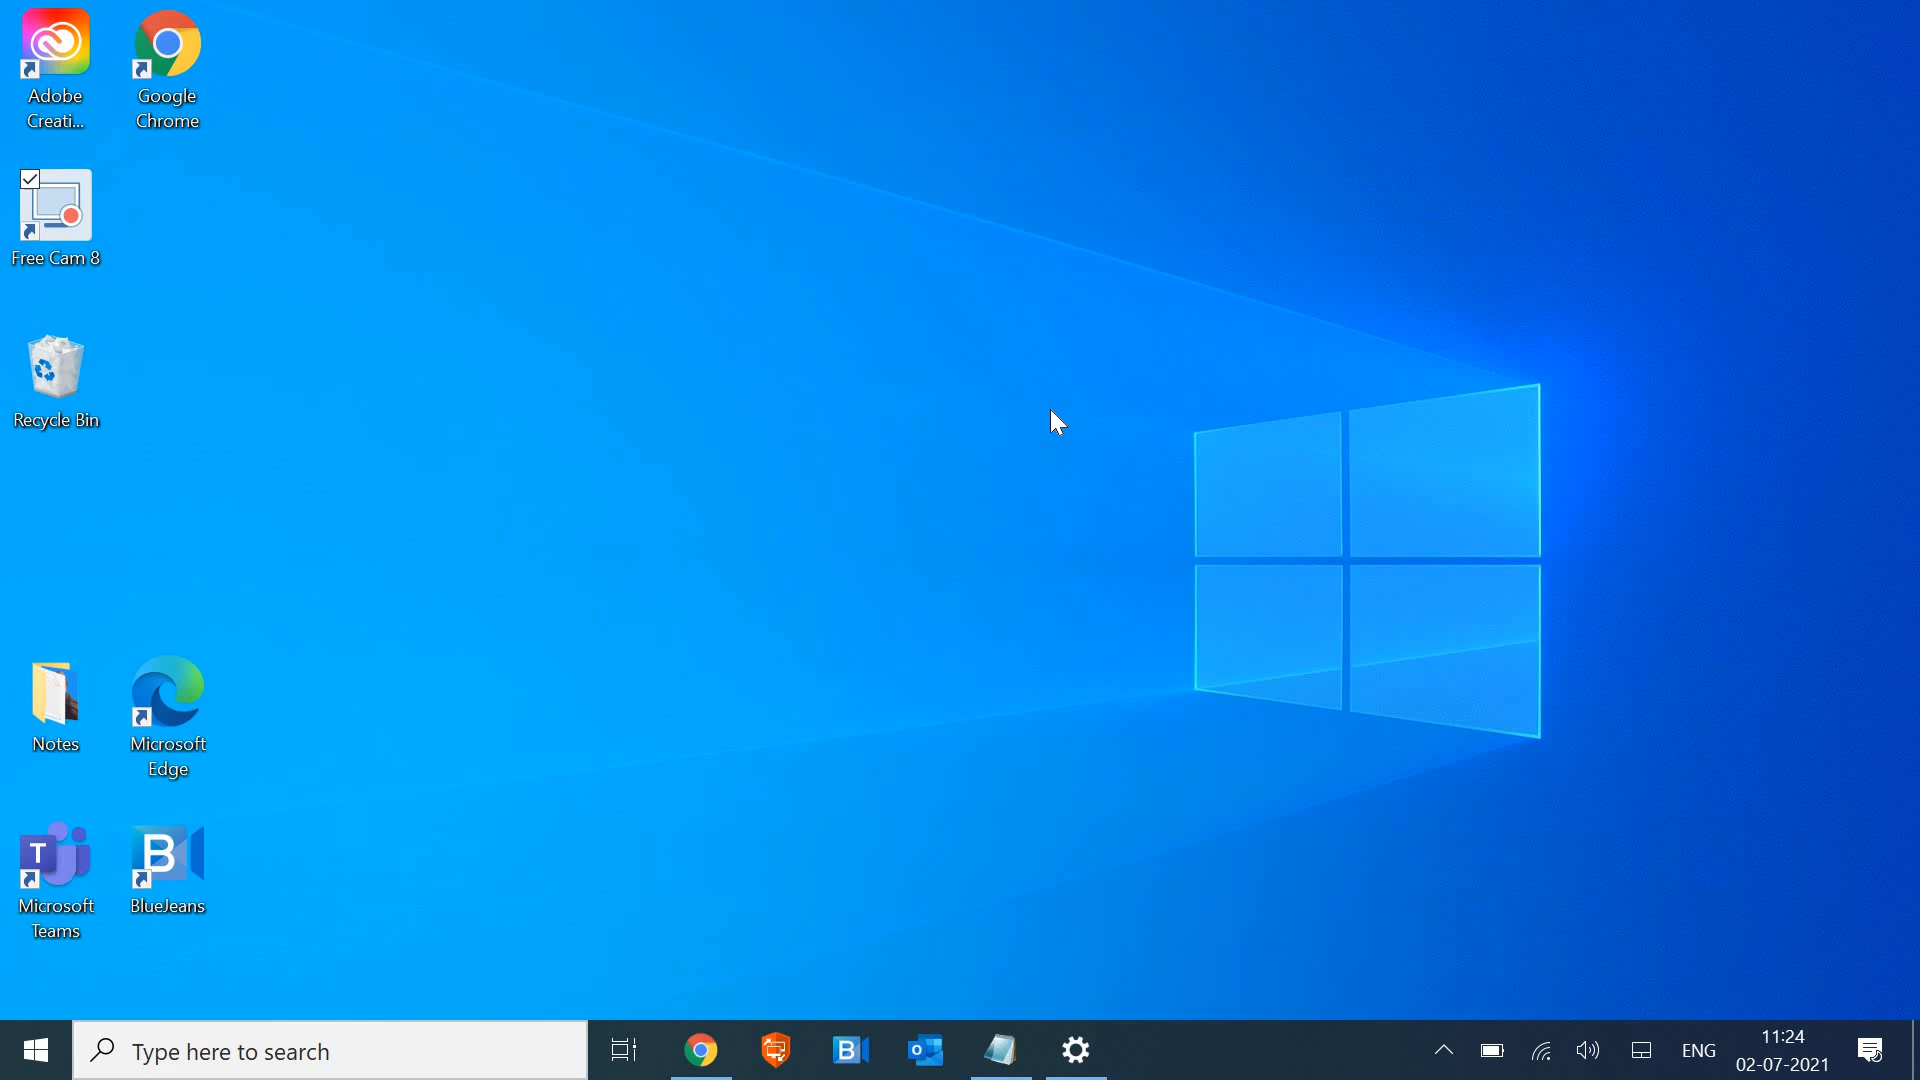 Adobe
Creati...
Google
Chrome
Free Cam 8
Recycle Bin
Notes
Microsoft
Edge
T
Microsoft
Teams
B
BlueJeans
Type here to search
B
o
ENG
11:24
02-07-2021